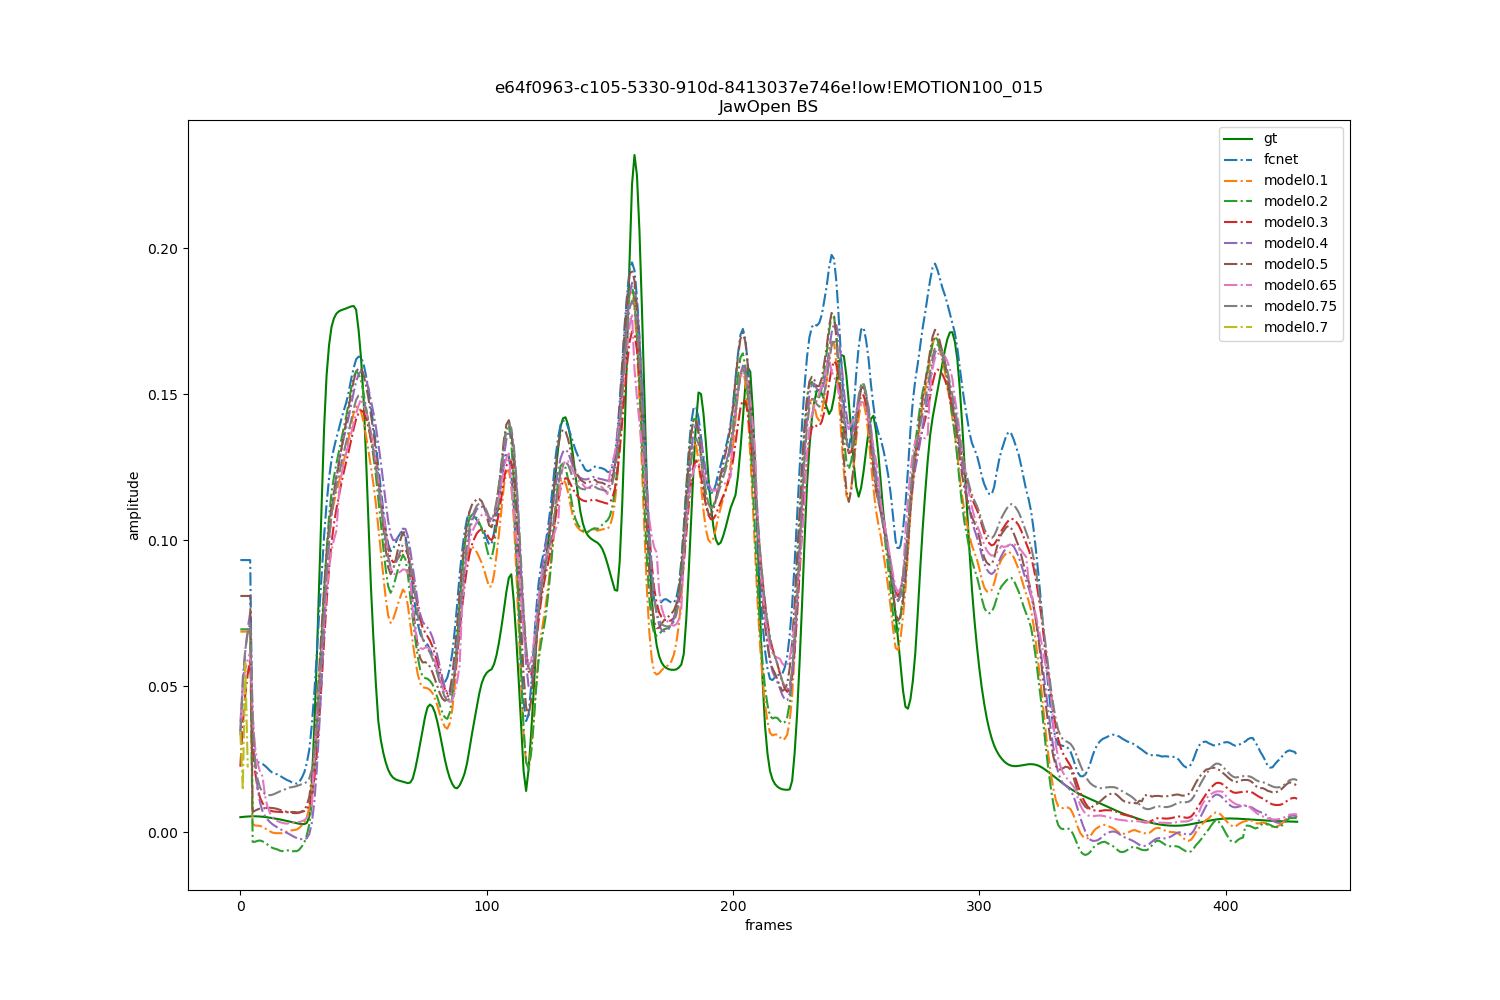 e64f0963-c105-5330-910d-8413037e746e!low!EMOTION100_015
JawOpen BS
gt
fcnet
model0.1
model0.2
model0.3
model0.4
model0.5
model0.65
model0.75
model0.7
amplitude
0.20
0.15
0.10
0.05
0.00
0
100
200
300
400
frames